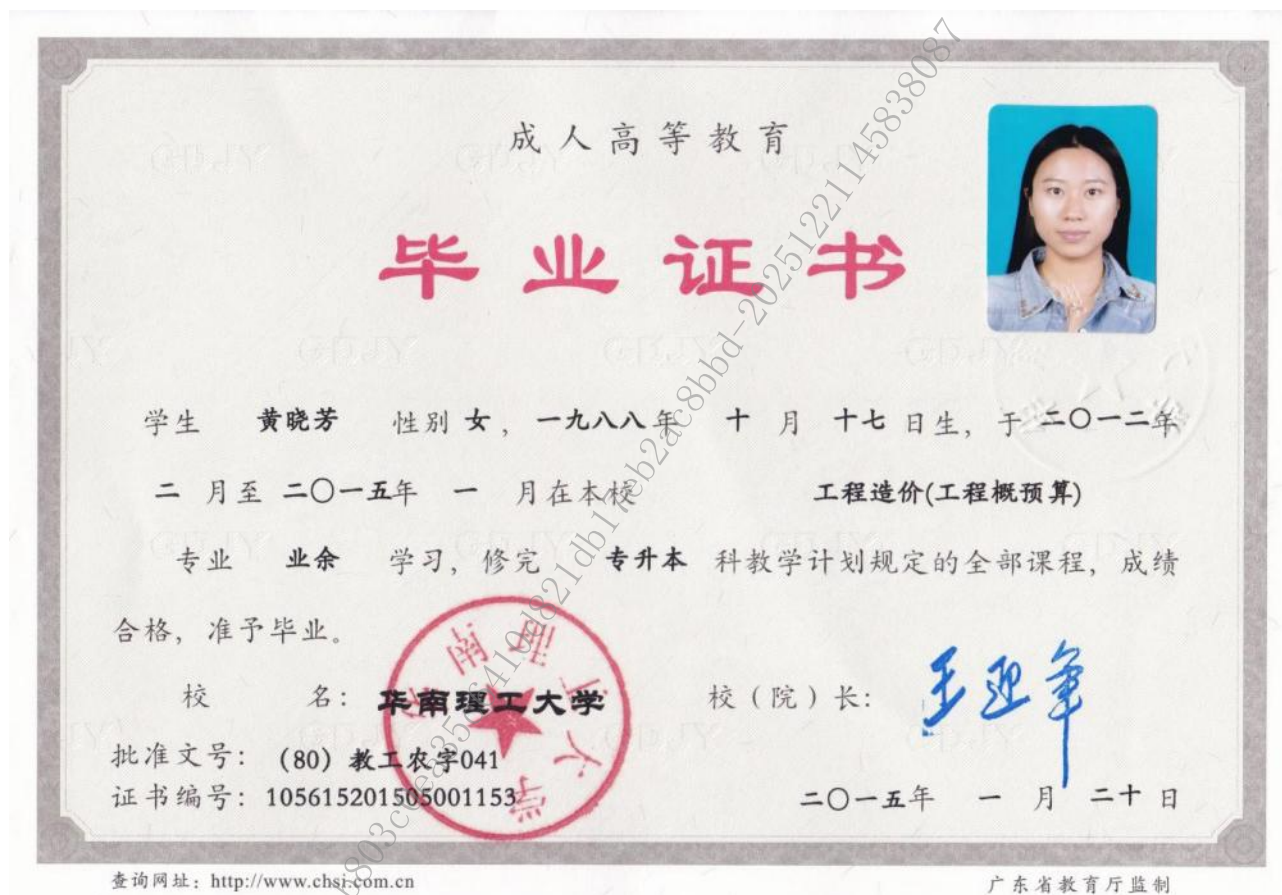 成人高等教育
毕业证书
学生 黄晓芳 性别 女，一九八八年 十 月 十七 日生，于 二〇一二年
二 月至 二〇一五年 一 月在本校 工程造价(工程概预算)
专业 业余 学习，修完 专升本 科教学计划规定的全部课程，成绩
合格，准予毕业。
校 名：华南理工大学 校（院）长：王迎军
批准文号：（80）教工农字041
证书编号：105615201505001153 二〇一五年 一 月 二十 日
华南理工大学
查询网址：http://www.chsi.com.cn 广东省教育厅监制